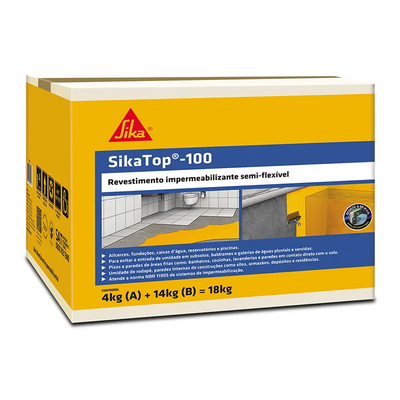 Sika
SikaTop®-100
Revestimento impermeabilizante semi-flexível
Alicerces, fundações, caixas d'água, reservatórios e piscinas.
Para evitar a entrada de umidade em subsolos, baldrames e galerias de águas pluviais e servidas.
Pisos e paredes de áreas frias como: banheiros, cozinhas, lavanderias e paredes em contato direto com o solo.
Umidade de rodapé, paredes internas de construções como silos, armazéns, depósitos e residências.
Atende a norma NBR 11905 de sistemas de impermeabilização.
4kg (A) + 14kg (B) = 18kg